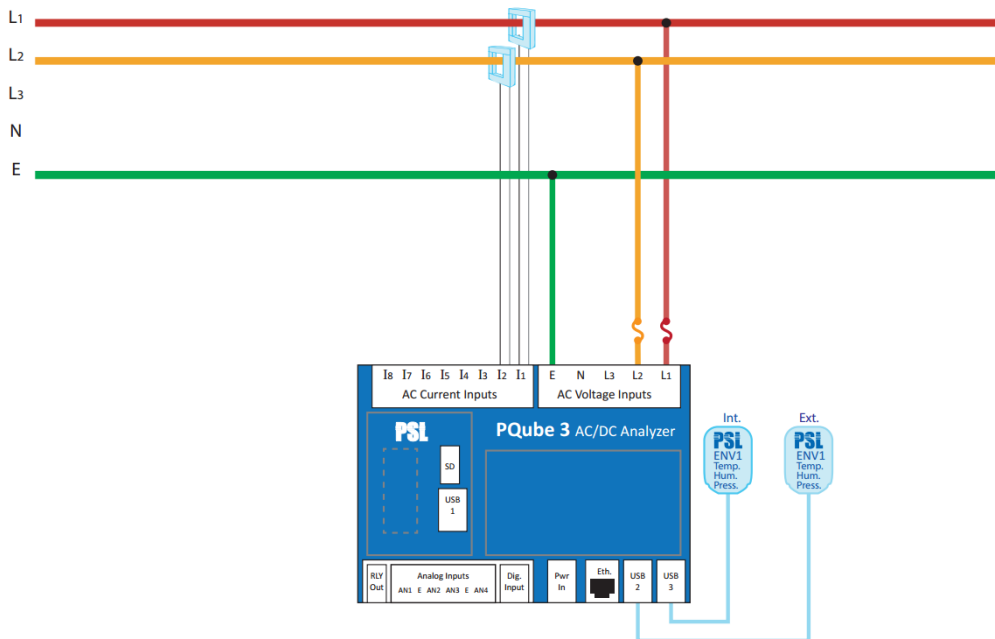 L1
L2
L3
N
E
I8 I7 I6 I5 I4 I3 I2 I1
AC Current Inputs
E N L3 L2 L1
AC Voltage Inputs
PSL
PQube 3 AC/DC Analyzer
SD
USB
1
RLY
Out
Analog Inputs
AN1 E AN2 AN3 E AN4
Dig.
Input
Pwr
In
Eth.
USB
2
USB
3
Int.
PSL
ENV1
Temp.
Hum.
Press.
Ext.
PSL
ENV1
Temp.
Hum.
Press.